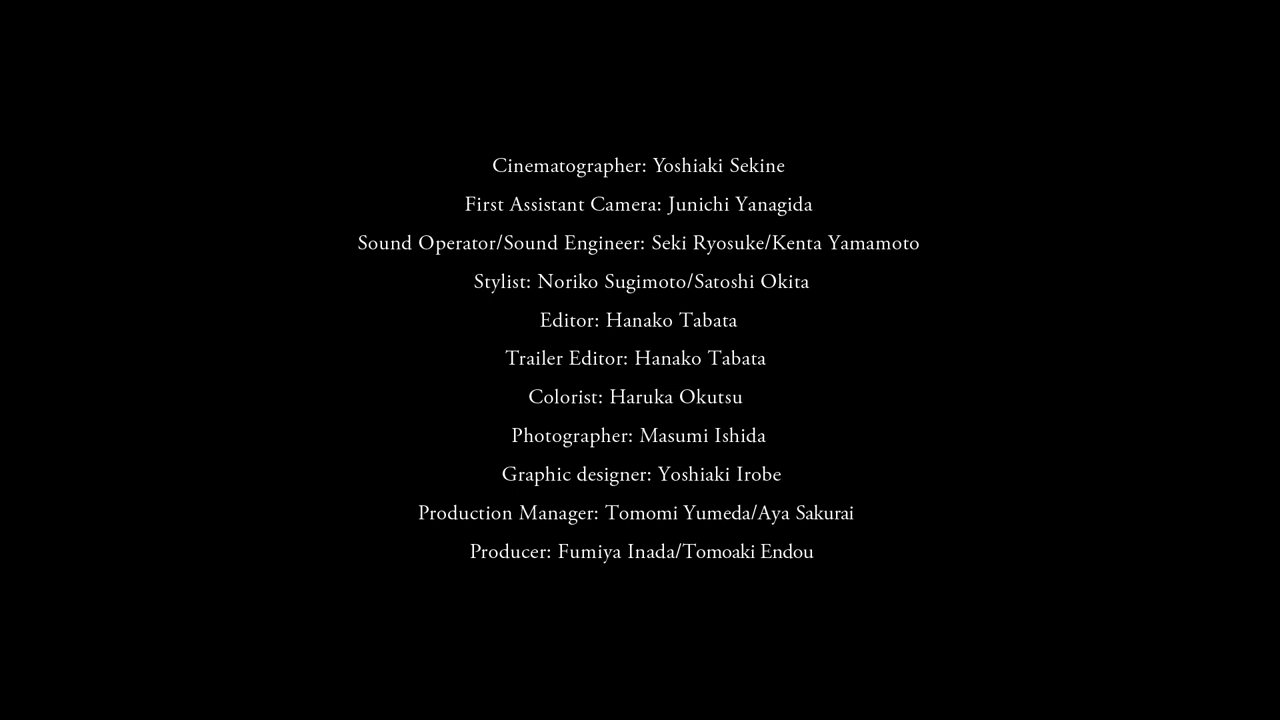 Cinematographer: Yoshiaki Sekine
First Assistant Camera: Junichi Yanagida
Sound Operator/Sound Engineer: Seki Ryosuke/Kenta Yamamoto
Stylist: Noriko Sugimoto/Satoshi Okita
Editor: Hanako Tabata
Trailer Editor: Hanako Tabata
Colorist: Haruka Okutsu
Photographer: Masumi Ishida
Graphic designer: Yoshiaki Irobe
Production Manager: Tomomi Yumeda/Aya Sakurai
Producer: Fumiya Inada/Tomoaki Endou